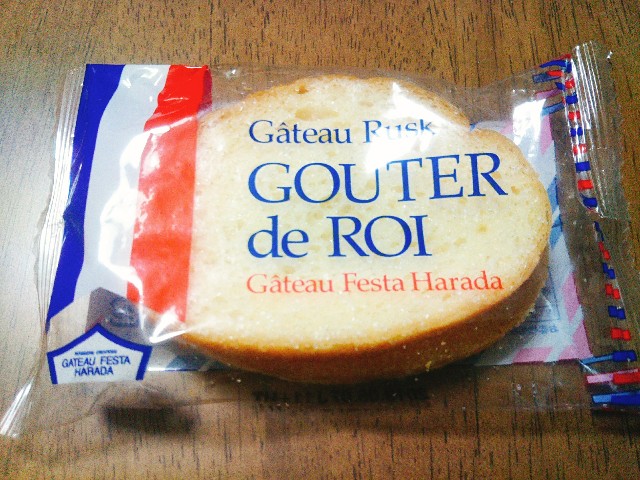 Gâteau Rusk
GOUTER
de ROI
Gâteau Festa Harada
GATEAU FESTA
HARADA